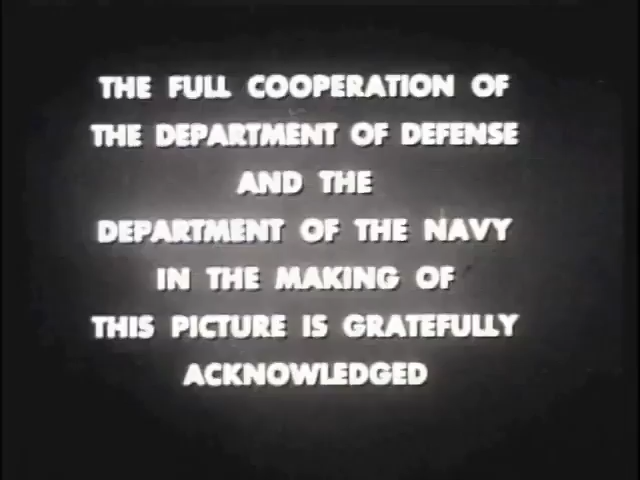 THE FULL COOPERATION OF
THE DEPARTMENT OF DEFENSE
AND THE
DEPARTMENT OF THE NAVY
IN THE MAKING OF
THIS PICTURE IS GRATEFULLY
ACKNOWLEDGED